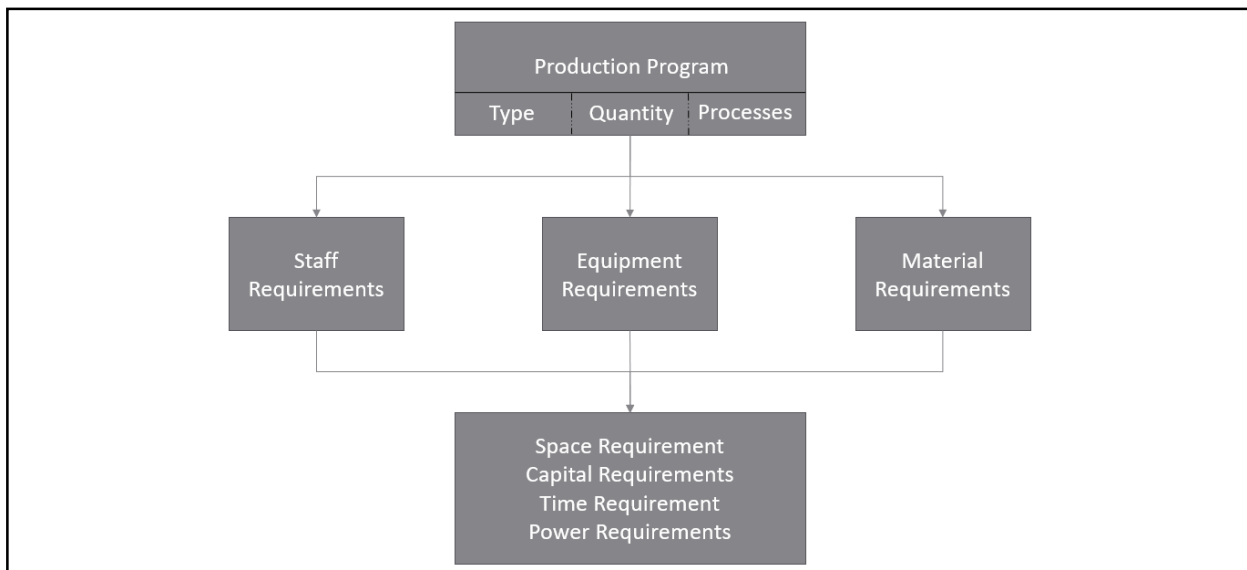 Production Program
Type Quantity Processes
Staff
Requirements
Equipment
Requirements
Material
Requirements
Space Requirement
Capital Requirements
Time Requirement
Power Requirements